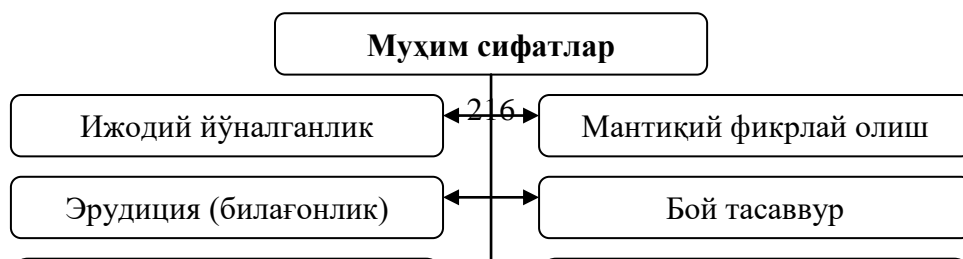 Муҳим сифатлар
216
Ижодий йўналганлик
Мантиқий фикрлай олиш
Эрудиция (билағонлик)
Бой тасаввур